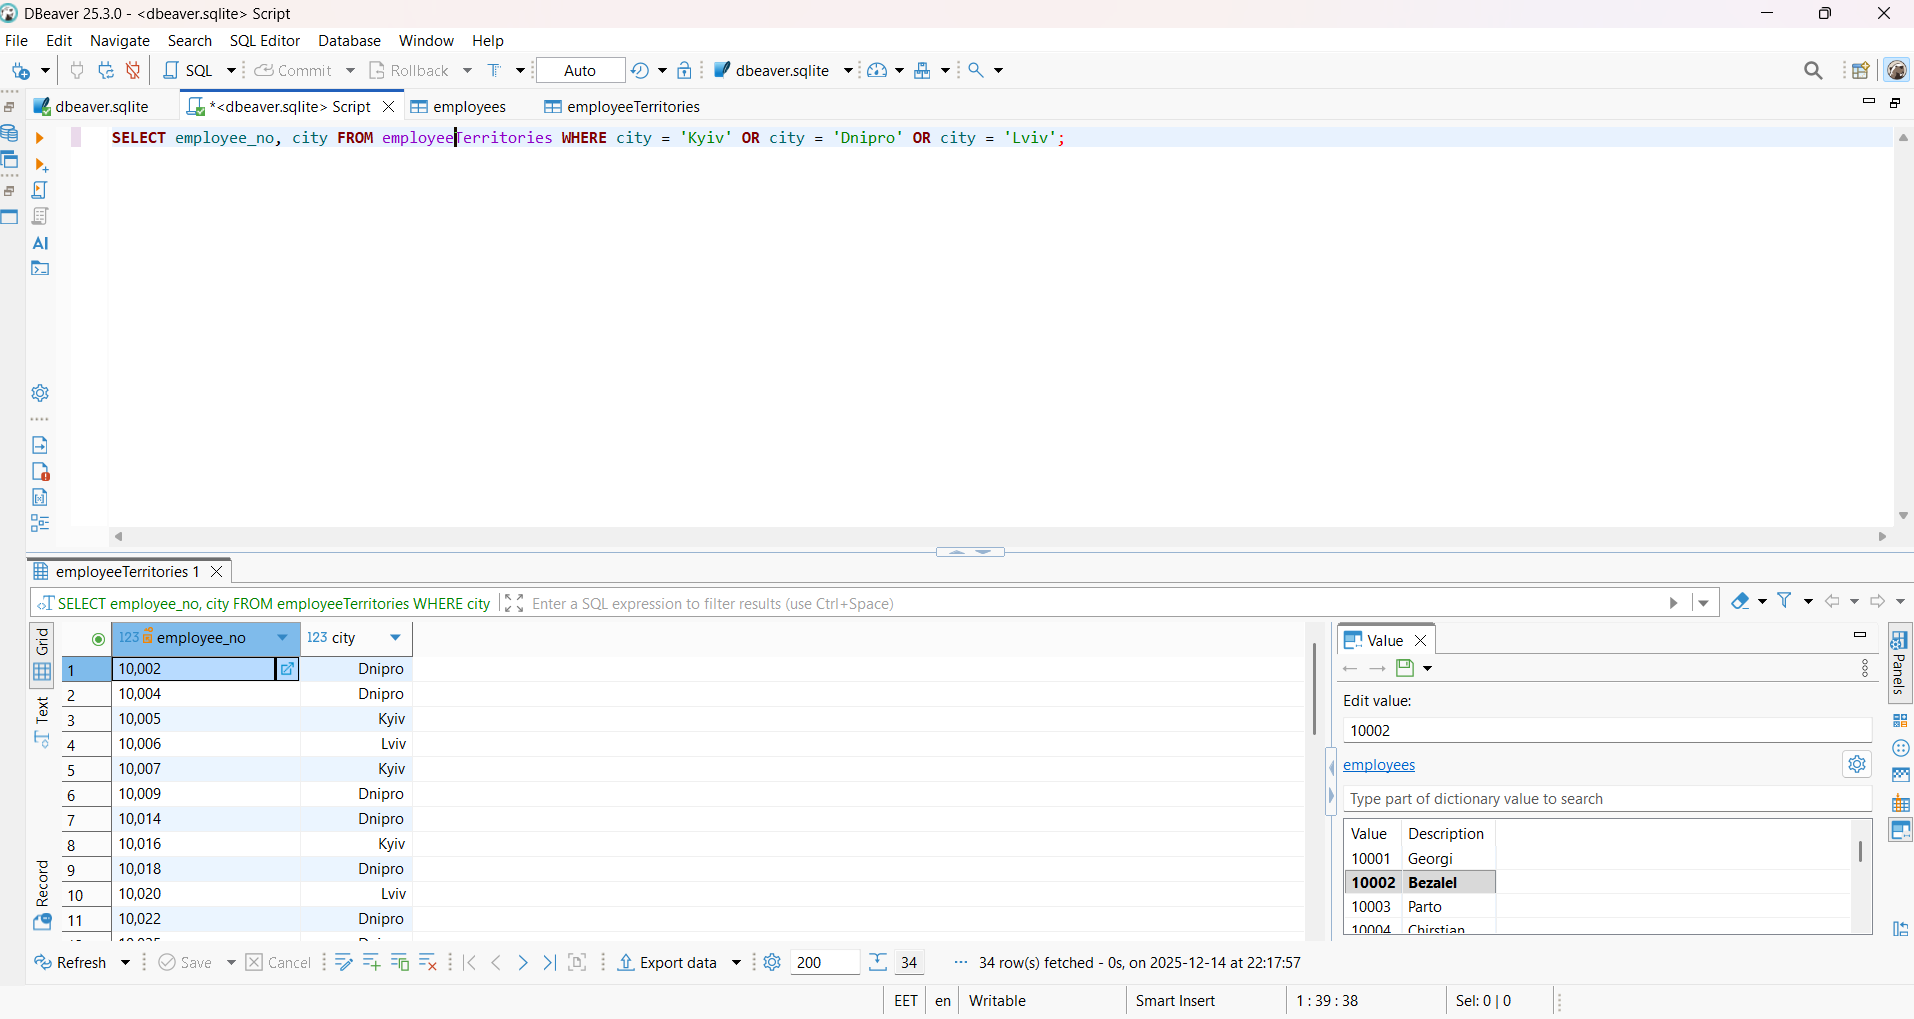 DBeaver 25.3.0 - <dbeaver.sqlite> Script
File Edit Navigate Search SQL Editor Database Window Help
SQL Commit Rollback T Auto dbeaver.sqlite
dbeaver.sqlite *<dbeaver.sqlite> Script employees employeeTerritories
SELECT employee_no, city FROM employeeTerritories WHERE city = 'Kyiv' OR city = 'Dnipro' OR city = 'Lviv';
AI
employeeTerritories 1
SELECT employee_no, city FROM employeeTerritories WHERE city Enter a SQL expression to filter results (use Ctrl+Space)
Grid
Text
Record
123 employee_no 123 city
1 10,002 Dnipro
2 10,004 Dnipro
3 10,005 Kyiv
4 10,006 Lviv
5 10,007 Kyiv
6 10,009 Dnipro
7 10,014 Dnipro
8 10,016 Kyiv
9 10,018 Dnipro
10 10,020 Lviv
11 10,022 Dnipro
Value
Edit value:
10002
employees
Type part of dictionary value to search
Value Description
10001 Georgi
10002 Bezalel
10003 Parto
10004 Chirstian
Panels
Refresh Save Cancel Export data 200 34 34 row(s) fetched - 0s, on 2025-12-14 at 22:17:57
EET en Writable Smart Insert 1 : 39 : 38 Sel: 0 | 0